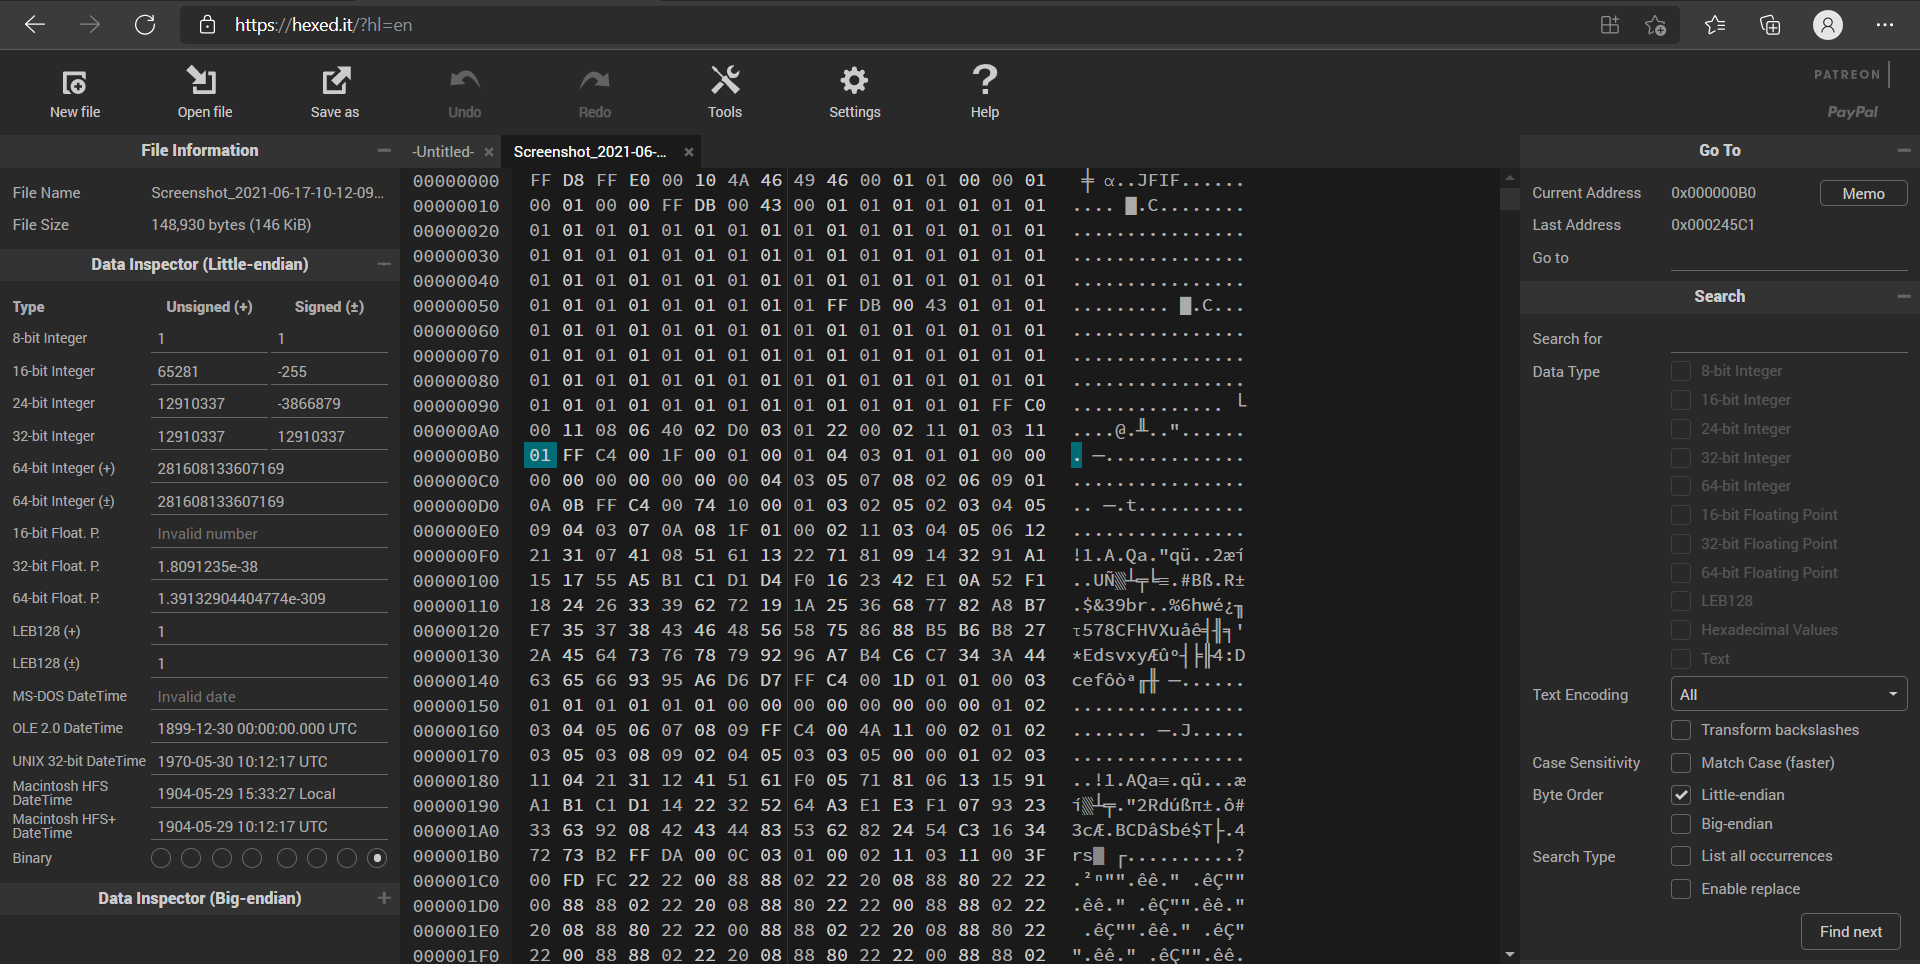 https://hexed.it/?hl=en
New file Open file Save as Undo Redo Tools Settings Help
PATREON
PayPal
File Information
File Name Screenshot_2021-06-17-10-12-09...
File Size 148,930 bytes (146 KiB)
Data Inspector (Little-endian)
Type Unsigned (+) Signed (±)
8-bit Integer 1 1
16-bit Integer 65281 -255
24-bit Integer 12910337 -3866879
32-bit Integer 12910337 12910337
64-bit Integer (+) 281608133607169
64-bit Integer (±) 281608133607169
16-bit Float. P. Invalid number
32-bit Float. P. 1.8091235e-38
64-bit Float. P. 1.39132904404774e-309
LEB128 (+) 1
LEB128 (±) 1
MS-DOS DateTime Invalid date
OLE 2.0 DateTime 1899-12-30 00:00:00.000 UTC
UNIX 32-bit DateTime 1970-05-30 10:12:17 UTC
Macintosh HFS DateTime 1904-05-29 15:33:27 Local
Macintosh HFS+ DateTime 1904-05-29 10:12:17 UTC
Binary
Data Inspector (Big-endian)
-Untitled- Screenshot_2021-06-...
00000000 FF D8 FF E0 00 10 4A 46 49 46 00 01 01 00 00 01 ╪ α..JFIF......
00000010 00 01 00 00 FF DB 00 43 00 01 01 01 01 01 01 01 .... █.C........
00000020 01 01 01 01 01 01 01 01 01 01 01 01 01 01 01 01 ................
00000030 01 01 01 01 01 01 01 01 01 01 01 01 01 01 01 01 ................
00000040 01 01 01 01 01 01 01 01 01 01 01 01 01 01 01 01 ................
00000050 01 01 01 01 01 01 01 01 01 FF DB 00 43 01 01 01 ......... █.C...
00000060 01 01 01 01 01 01 01 01 01 01 01 01 01 01 01 01 ................
00000070 01 01 01 01 01 01 01 01 01 01 01 01 01 01 01 01 ................
00000080 01 01 01 01 01 01 01 01 01 01 01 01 01 01 01 01 ................
00000090 01 01 01 01 01 01 01 01 01 01 01 01 01 01 FF C0 .............. └
000000A0 00 11 08 06 40 02 D0 03 01 22 00 02 11 01 03 11 ....@.╨.."......
000000B0 01 FF C4 00 1F 00 01 00 01 04 03 01 01 01 00 00 . ─.............
000000C0 00 00 00 00 00 00 00 04 03 05 07 08 02 06 09 01 ................
000000D0 0A 0B FF C4 00 74 10 00 01 03 02 05 02 03 04 05 .. ─.t..........
000000E0 09 04 03 07 0A 08 1F 01 00 02 11 03 04 05 06 12 ................
000000F0 21 31 07 41 08 51 61 13 22 71 81 09 14 32 91 A1 !1.A.Qa."qü..2æí
00000100 15 17 55 A5 B1 C1 D1 D4 F0 16 23 42 E1 0A 52 F1 ..UÑ▒┴╤╘≡.#Bß.R±
00000110 18 24 26 33 39 62 72 19 1A 25 36 68 77 82 A8 B7 .$&39br..%6hwé¿╖
00000120 E7 35 37 38 43 46 48 56 58 75 86 88 B5 B6 B8 27 τ578CFHVXuåê╡╢╕'
00000130 2A 45 64 73 76 78 79 92 96 A7 B4 C6 C7 34 3A 44 *EdsvxyÆûº┤╞╟4:D
00000140 63 65 66 93 95 A6 D6 D7 FF C4 00 1D 01 01 00 03 cefôòª╓╫ ─......
00000150 01 01 01 01 01 01 00 00 00 00 00 00 00 00 01 02 ................
00000160 03 04 05 06 07 08 09 FF C4 00 4A 11 00 02 01 02 ....... ─.J.....
00000170 03 05 03 08 09 02 04 05 03 03 05 00 00 01 02 03 ................
00000180 11 04 21 31 12 41 51 61 F0 05 71 81 06 13 15 91 ..!1.AQa≡.qü...æ
00000190 A1 B1 C1 D1 14 22 32 52 64 A3 E1 E3 F1 07 93 23 í▒┴╤."2Rdúßπ±.ô#
000001A0 33 63 92 08 42 43 44 83 53 62 82 24 54 C3 16 34 3cÆ.BCDâSbé$T├.4
000001B0 72 73 B2 FF DA 00 0C 03 01 00 02 11 03 11 00 3F rs▓ ┌..........?
000001C0 00 FD FC 22 22 00 88 88 02 22 20 08 88 80 22 22 .²ⁿ"".êê." .êÇ""
000001D0 00 88 88 02 22 20 08 88 80 22 22 00 88 88 02 22 .êê." .êÇ"".êê."
000001E0 20 08 88 80 22 22 00 88 88 02 22 20 08 88 80 22  .êÇ"".êê." .êÇ"
000001F0 22 00 88 88 02 22 20 08 88 80 22 22 00 88 88 02 ".êê." .êÇ"".êê.
Go To
Current Address 0x000000B0 Memo
Last Address 0x000245C1
Go to
Search
Search for
Data Type 8-bit Integer
16-bit Integer
24-bit Integer
32-bit Integer
64-bit Integer
16-bit Floating Point
32-bit Floating Point
64-bit Floating Point
LEB128
Hexadecimal Values
Text
Text Encoding All
Transform backslashes
Case Sensitivity Match Case (faster)
Byte Order Little-endian
Big-endian
Search Type List all occurrences
Enable replace
Find next